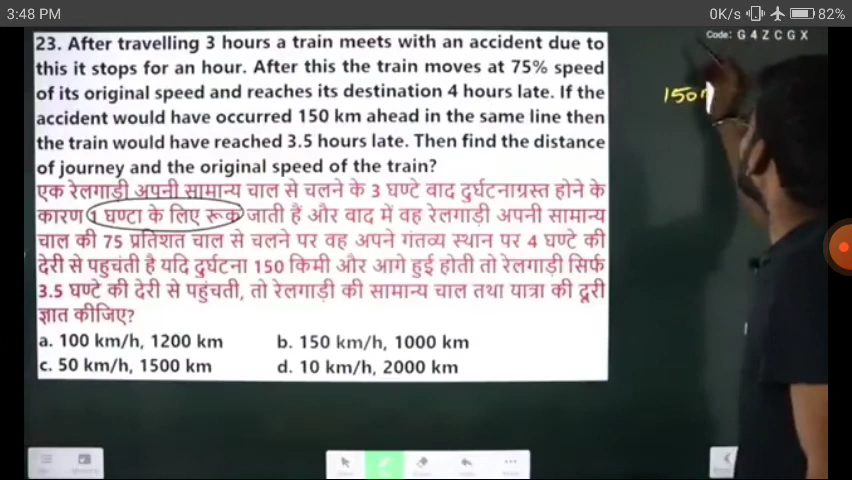 3:48 PM
0K/s 82%
Code: G 4 Z C G X
150
23. After travelling 3 hours a train meets with an accident due to
this it stops for an hour. After this the train moves at 75% speed
of its original speed and reaches its destination 4 hours late. If the
accident would have occurred 150 km ahead in the same line then
the train would have reached 3.5 hours late. Then find the distance
of journey and the original speed of the train?
एक रेलगाड़ी अपनी सामान्य चाल से चलने के 3 घण्टे वाद दुर्घटनाग्रस्त होने के
कारण 1 घण्टा के लिए रूक जाती हैं और वाद में वह रेलगाड़ी अपनी सामान्य
चाल की 75 प्रतिशत चाल से चलने पर वह अपने गंतव्य स्थान पर 4 घण्टे की
देरी से पहुचती है यदि दुर्घटना 150 किमी और आगे हुई होती तो रेलगाड़ी सिर्फ
3.5 घण्टे की देरी से पहुंचती, तो रेलगाड़ी की सामान्य चाल तथा यात्रा की दूरी
ज्ञात कीजिए?
a. 100 km/h, 1200 km b. 150 km/h, 1000 km
c. 50 km/h, 1500 km d. 10 km/h, 2000 km